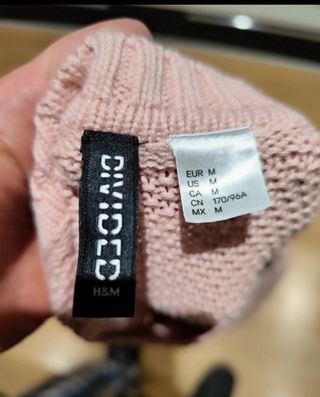 DIVIDED
H&M
EUR M
US M
CA M
CN 170/96A
MX M